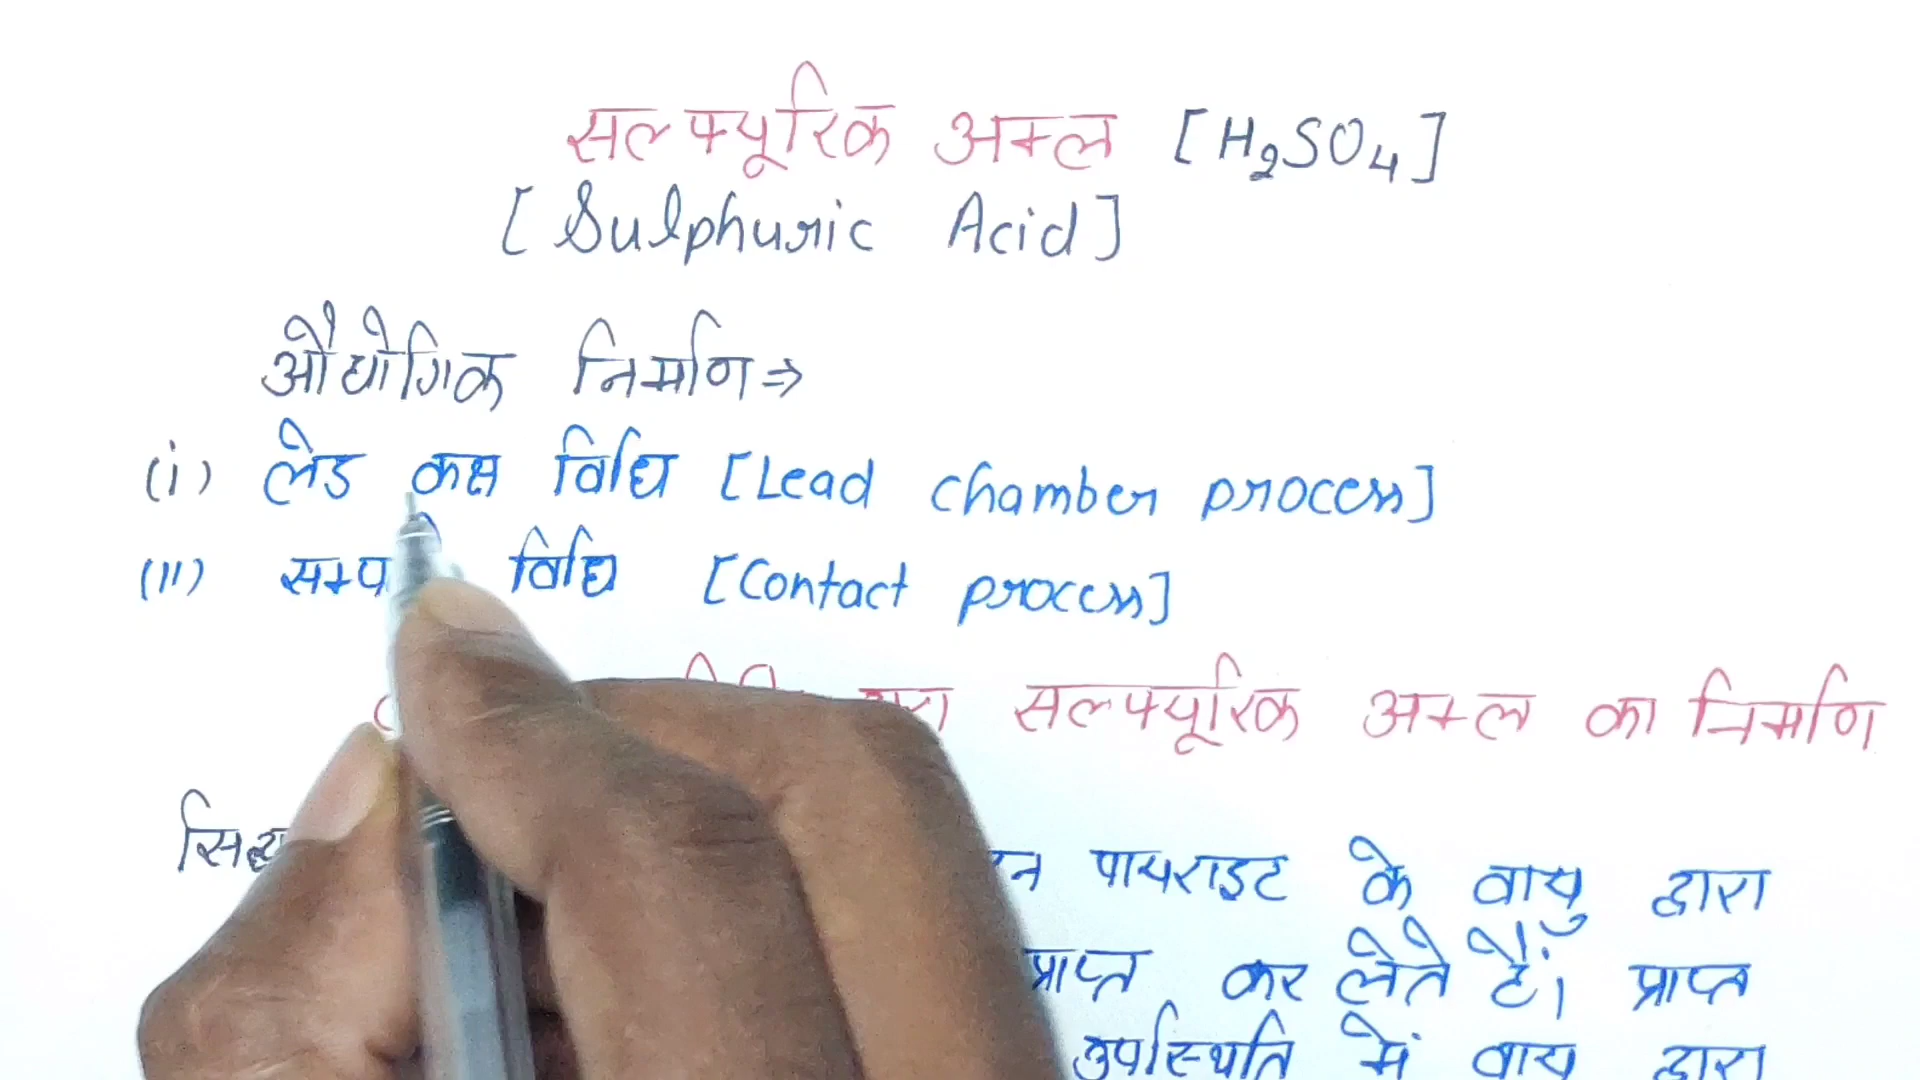 सल्फ्यूरिक अम्ल [H₂SO₄]
[Sulphuric Acid]
औद्योगिक निर्माण⇒
(i) लेड कक्ष विधि [Lead chamber process]
(ii) विधि [Contact process]
सल्फ्यूरिक अम्ल का निर्माण
पायराइट के वायु द्वारा
प्राप्त कर लेते हैं। प्राप्त
उपस्थिति में वायु द्वारा